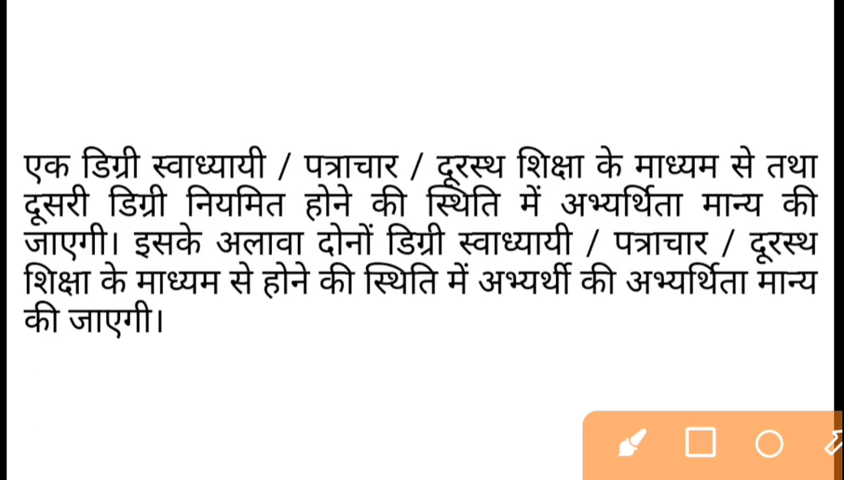 एक डिग्री स्वाध्यायी / पत्राचार / दूरस्थ शिक्षा के माध्यम से तथा
दूसरी डिग्री नियमित होने की स्थिति में अभ्यर्थिता मान्य की
जाएगी। इसके अलावा दोनों डिग्री स्वाध्यायी / पत्राचार / दूरस्थ
शिक्षा के माध्यम से होने की स्थिति में अभ्यर्थी की अभ्यर्थिता मान्य
की जाएगी।